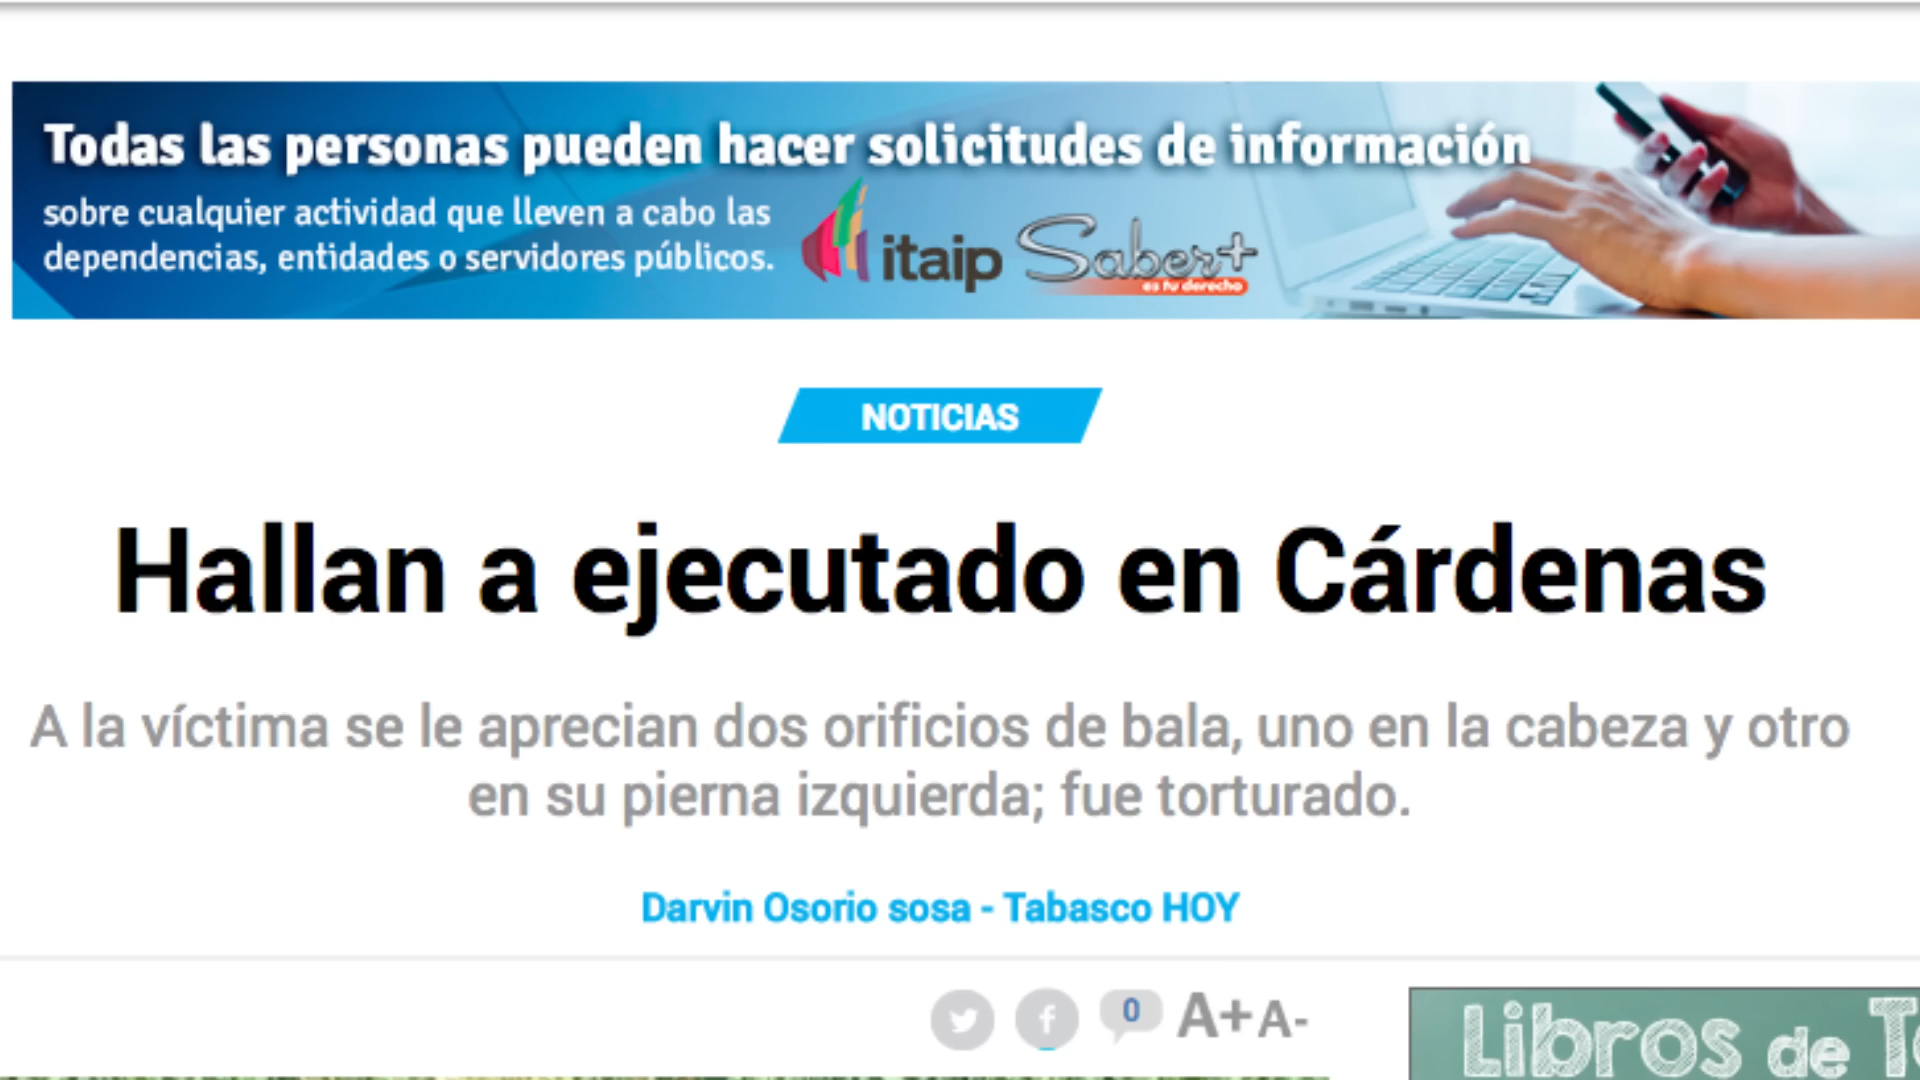 Todas las personas pueden hacer solicitudes de información
sobre cualquier actividad que lleven a cabo las
dependencias, entidades o servidores públicos.
itaip Saber+
es tu derecho
NOTICIAS
Hallan a ejecutado en Cárdenas
A la víctima se le aprecian dos orificios de bala, uno en la cabeza y otro
en su pierna izquierda; fue torturado.
Darvin Osorio sosa - Tabasco HOY
0 A+ A-
Libros de